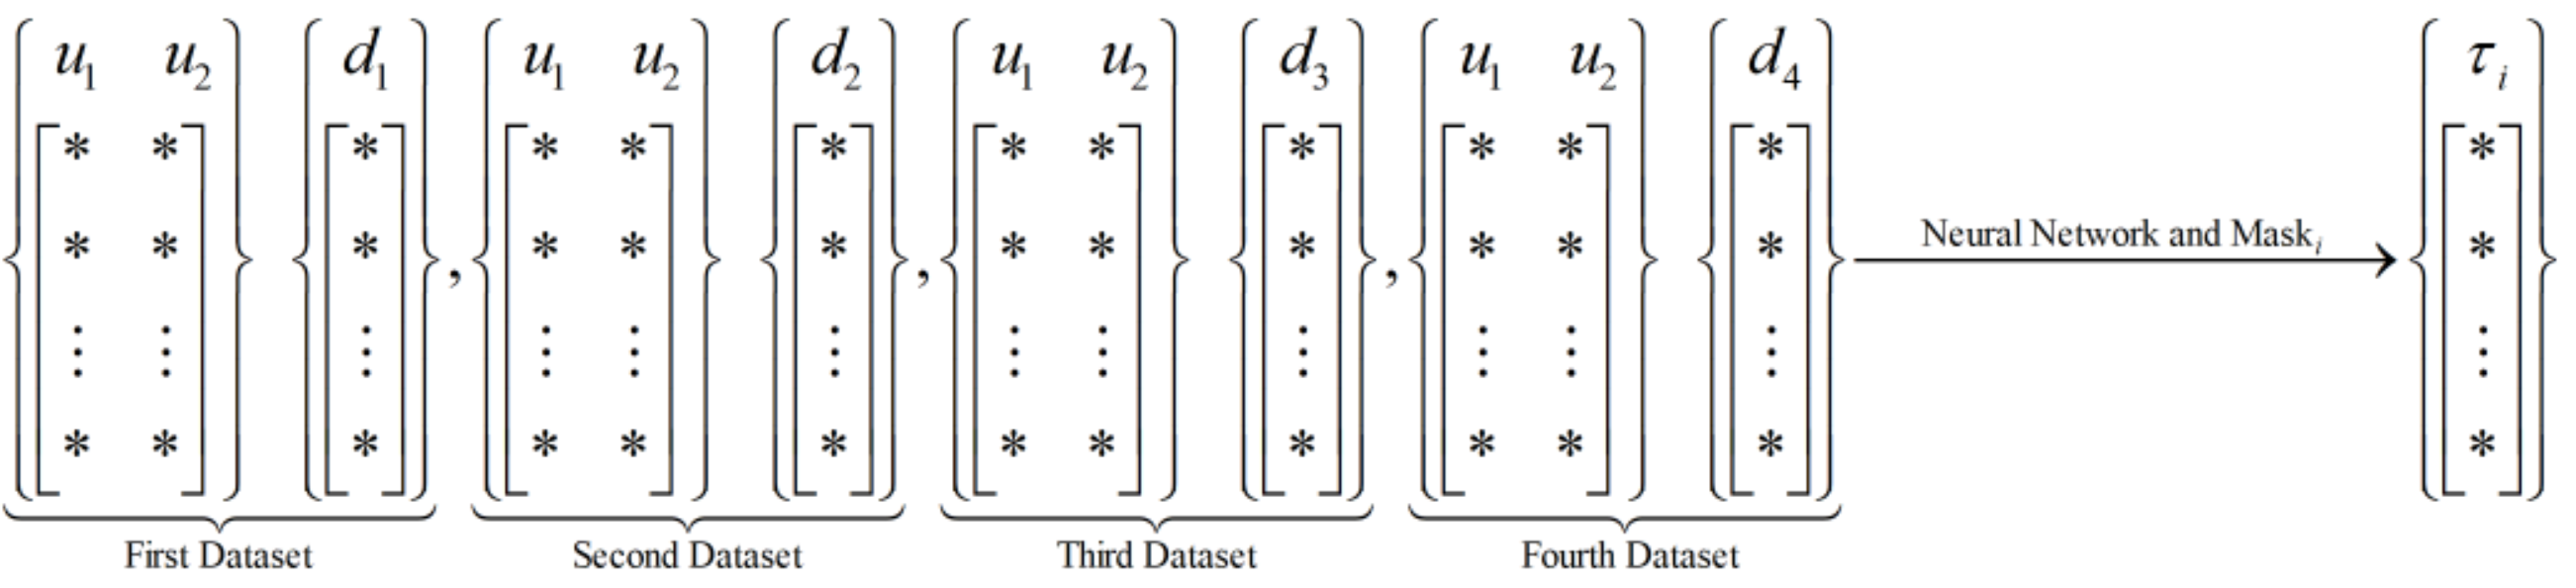 u₁ u₂ d₁ u₁ u₂ d₂ u₁ u₂ d₃ u₁ u₂ d₄ τᵢ
* * * * * * * * * * * * *
* * , * * * , * * * , * * * Neural Network and Maskᵢ *
⋮ ⋮ ⋮ ⋮ ⋮ ⋮ ⋮ ⋮ ⋮ ⋮ ⋮ ⋮ ⋮
* * * * * * * * * * * * *
First Dataset Second Dataset Third Dataset Fourth Dataset